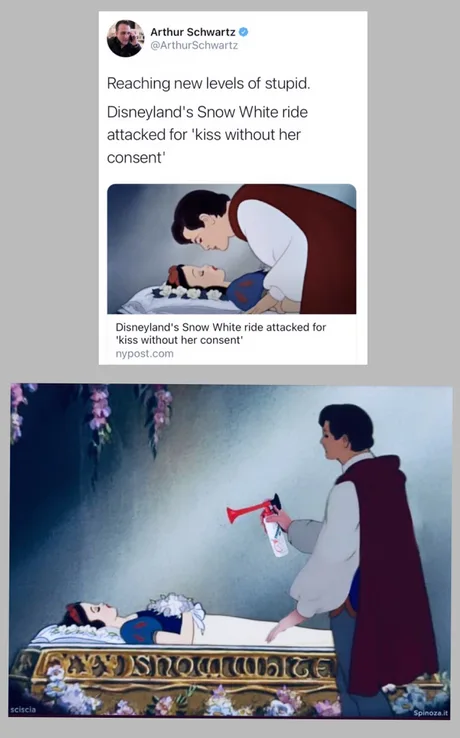 Arthur Schwartz
@ArthurSchwartz
Reaching new levels of stupid.
Disneyland's Snow White ride
attacked for 'kiss without her
consent'
Disneyland's Snow White ride attacked for
'kiss without her consent'
nypost.com
SNOW WHITE
sciscia
Spinoza.it